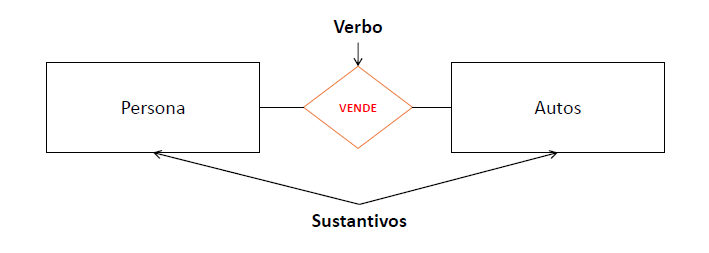 Verbo
Persona
VENDE
Autos
Sustantivos